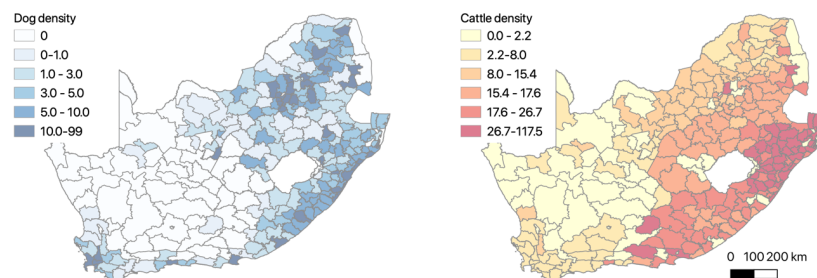 Dog density
0
0-1.0
1.0 - 3.0
3.0 - 5.0
5.0 - 10.0
10.0-99
Cattle density
0.0 - 2.2
2.2-8.0
8.0 - 15.4
15.4 - 17.6
17.6 - 26.7
26.7-117.5
0 100 200 km